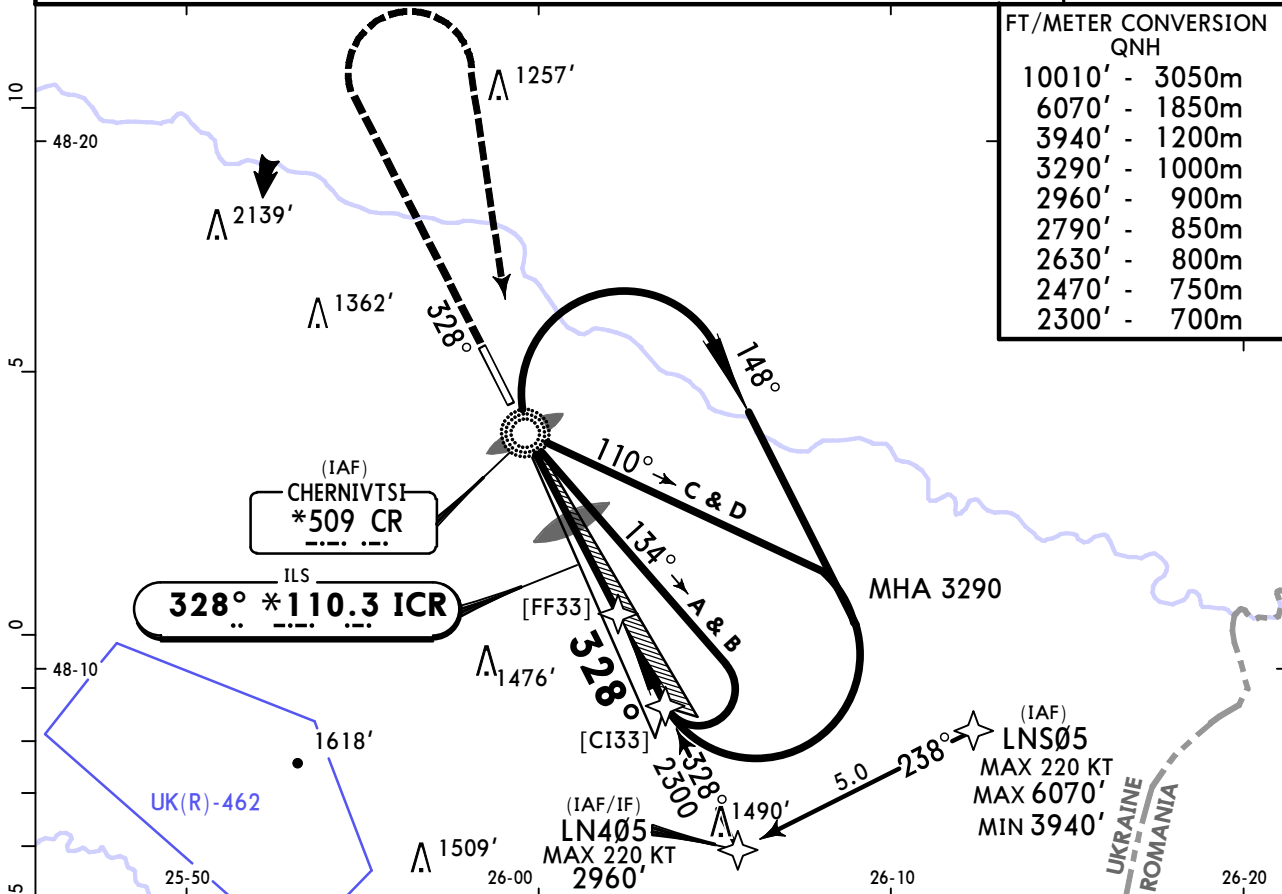 FT/METER CONVERSION
QNH
10010' - 3050m
6070' - 1850m
3940' - 1200m
3290' - 1000m
2960' - 900m
2790' - 850m
2630' - 800m
2470' - 750m
2300' - 700m
10
48-20
1257'
2139'
1362'
328°
5
148°
110° → C & D
134° → A & B
(IAF)
CHERNIVTSI
*509 CR
ILS
328° *110.3 ICR
[FF33]
MHA 3290
0
48-10
328°
1476'
[CI33]
1618'
UK(R)-462
328°
2300
238°
5.0
(IAF)
LNSØ5
MAX 220 KT
MAX 6070'
MIN 3940'
(IAF/IF)
LN4Ø5
MAX 220 KT
2960'
1490'
1509'
UKRAINE
ROMANIA
5
25-50
26-00
26-10
26-20